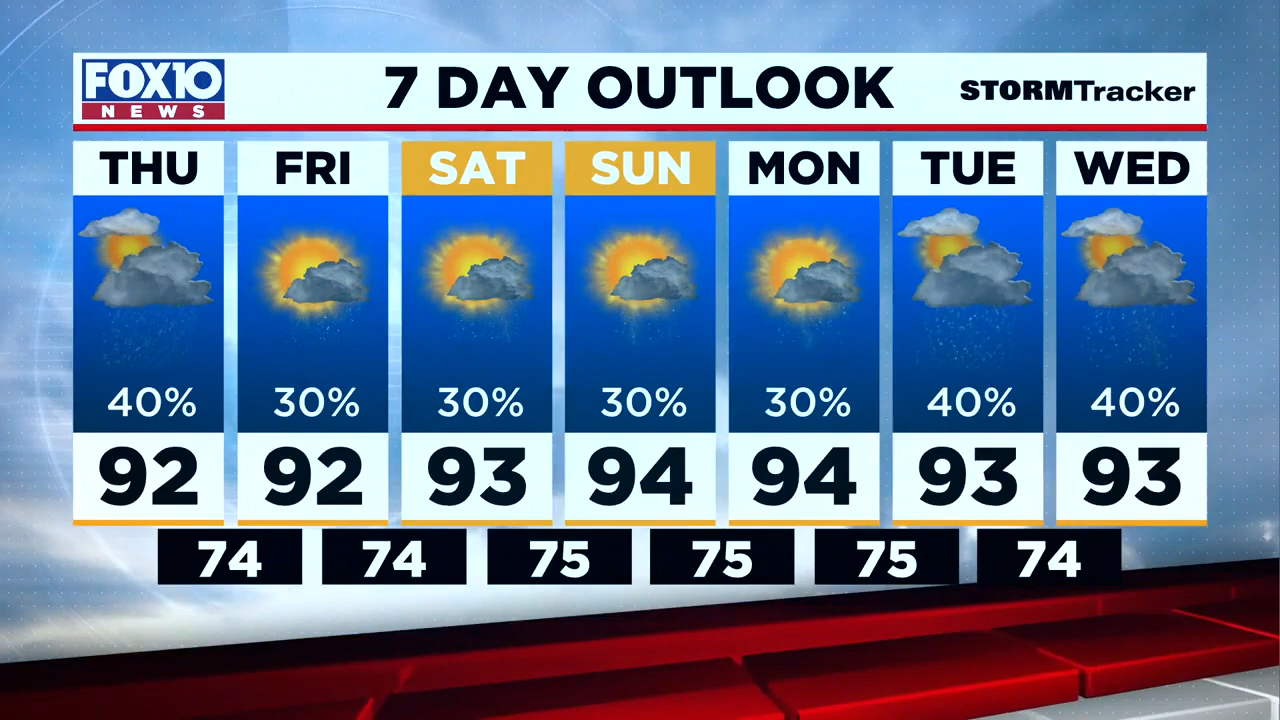 FOX10
NEWS
7 DAY OUTLOOK
STORMTracker
THU FRI SAT SUN MON TUE WED
40% 30% 30% 30% 30% 40% 40%
92 92 93 94 94 93 93
74 74 75 75 75 74